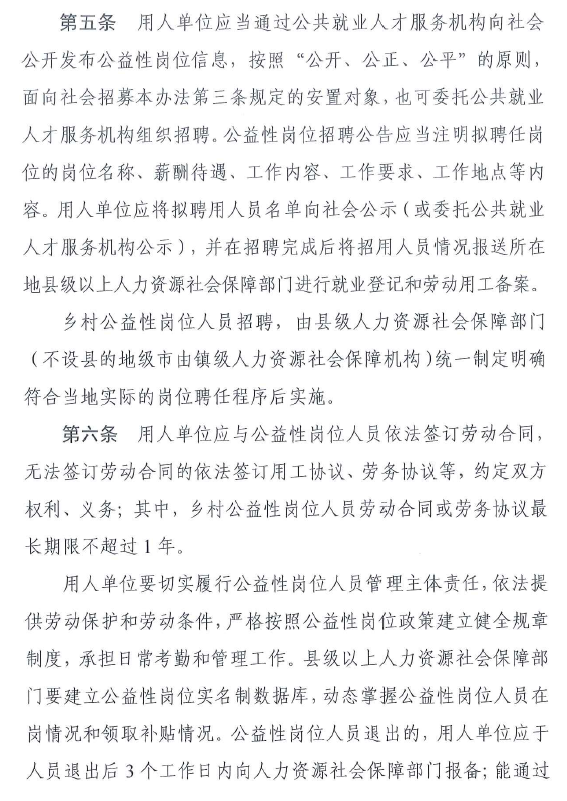 第五条　用人单位应当通过公共就业人才服务机构向社会
公开发布公益性岗位信息，按照“公开、公正、公平”的原则，
面向社会招募本办法第三条规定的安置对象，也可委托公共就业
人才服务机构组织招聘。公益性岗位招聘公告应当注明拟聘任岗
位的岗位名称、薪酬待遇、工作内容、工作要求、工作地点等内
容。用人单位应将拟聘用人员名单向社会公示（或委托公共就业
人才服务机构公示），并在招聘完成后将招用人员情况报送所在
地县级以上人力资源社会保障部门进行就业登记和劳动用工备案。
乡村公益性岗位人员招聘，由县级人力资源社会保障部门
（不设县的地级市由镇级人力资源社会保障机构）统一制定明确
符合当地实际的岗位聘任程序后实施。
第六条　用人单位应与公益性岗位人员依法签订劳动合同，
无法签订劳动合同的依法签订用工协议、劳务协议等，约定双方
权利、义务；其中，乡村公益性岗位人员劳动合同或劳务协议最
长期限不超过 1 年。
用人单位要切实履行公益性岗位人员管理主体责任，依法提
供劳动保护和劳动条件，严格按照公益性岗位政策建立健全规章
制度，承担日常考勤和管理工作。县级以上人力资源社会保障部
门要建立公益性岗位实名制数据库，动态掌握公益性岗位人员在
岗情况和领取补贴情况。公益性岗位人员退出的，用人单位应于
人员退出后 3 个工作日内向人力资源社会保障部门报备；能通过